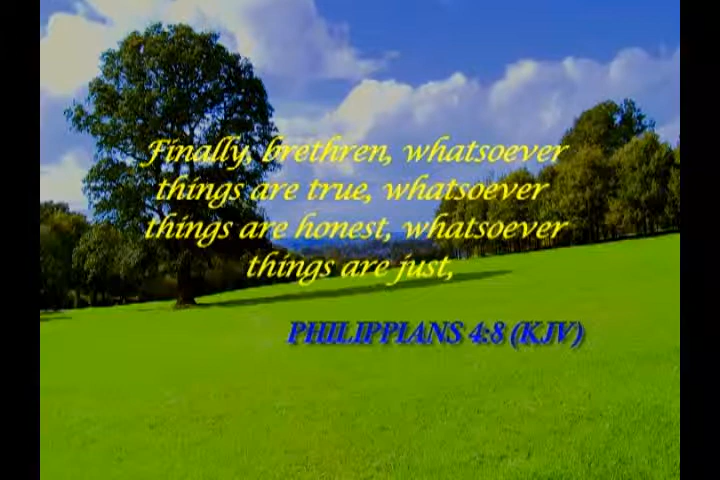 Finally, brethren, whatsoever
things are true, whatsoever
things are honest, whatsoever
things are just,
PHILIPPIANS 4:8 (KJV)